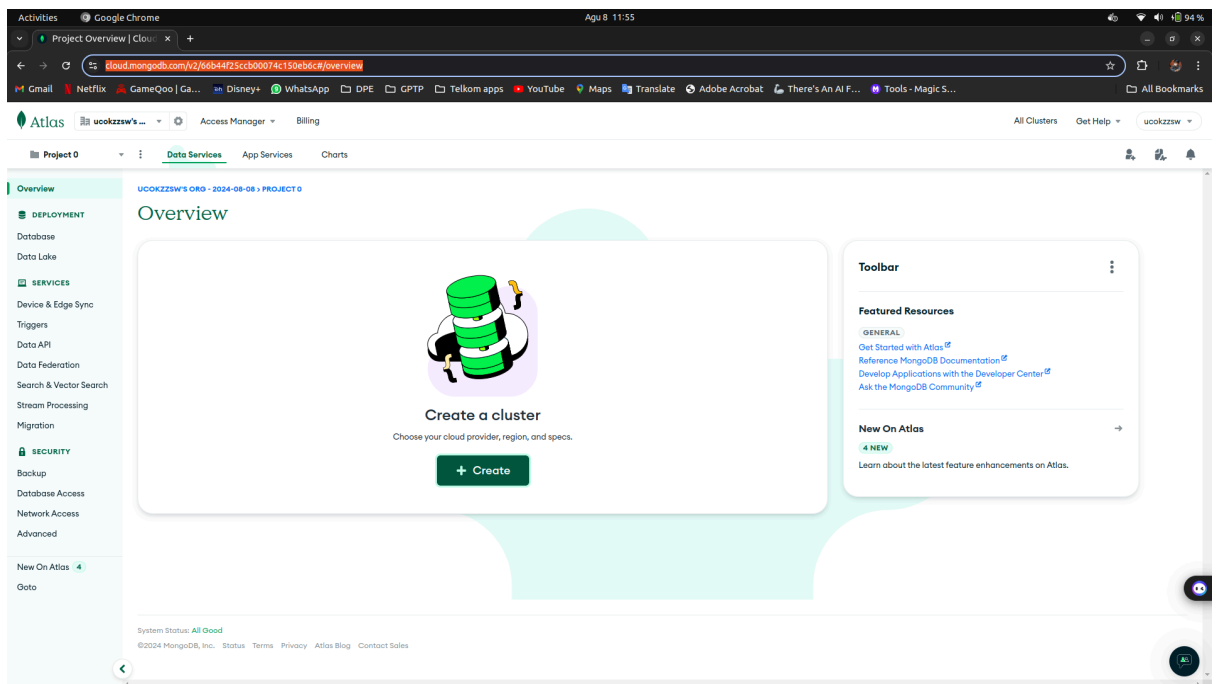 Activities Google Chrome Agu 8 11:55 94 %
Project Overview | Cloud
cloud.mongodb.com/v2/66b44f25ccb00074c150eb6c#/overview
Gmail Netflix GameQoo | Ga... Disney+ WhatsApp DPE GPTP Telkom apps YouTube Maps Translate Adobe Acrobat There's An AI F... Tools - Magic S... All Bookmarks
Atlas ucokzzsw's ... Access Manager Billing All Clusters Get Help ucokzzsw
Project 0 Data Services App Services Charts
Overview
DEPLOYMENT
Database
Data Lake
SERVICES
Device & Edge Sync
Triggers
Data API
Data Federation
Search & Vector Search
Stream Processing
Migration
SECURITY
Backup
Database Access
Network Access
Advanced
New On Atlas 4
Goto
UCOKZZSW'S ORG - 2024-08-08 > PROJECT 0
Overview
Create a cluster
Choose your cloud provider, region, and specs.
+ Create
Toolbar
Featured Resources
GENERAL
Get Started with Atlas
Reference MongoDB Documentation
Develop Applications with the Developer Center
Ask the MongoDB Community
New On Atlas
4 NEW
Learn about the latest feature enhancements on Atlas.
System Status: All Good
©2024 MongoDB, Inc. Status Terms Privacy Atlas Blog Contact Sales